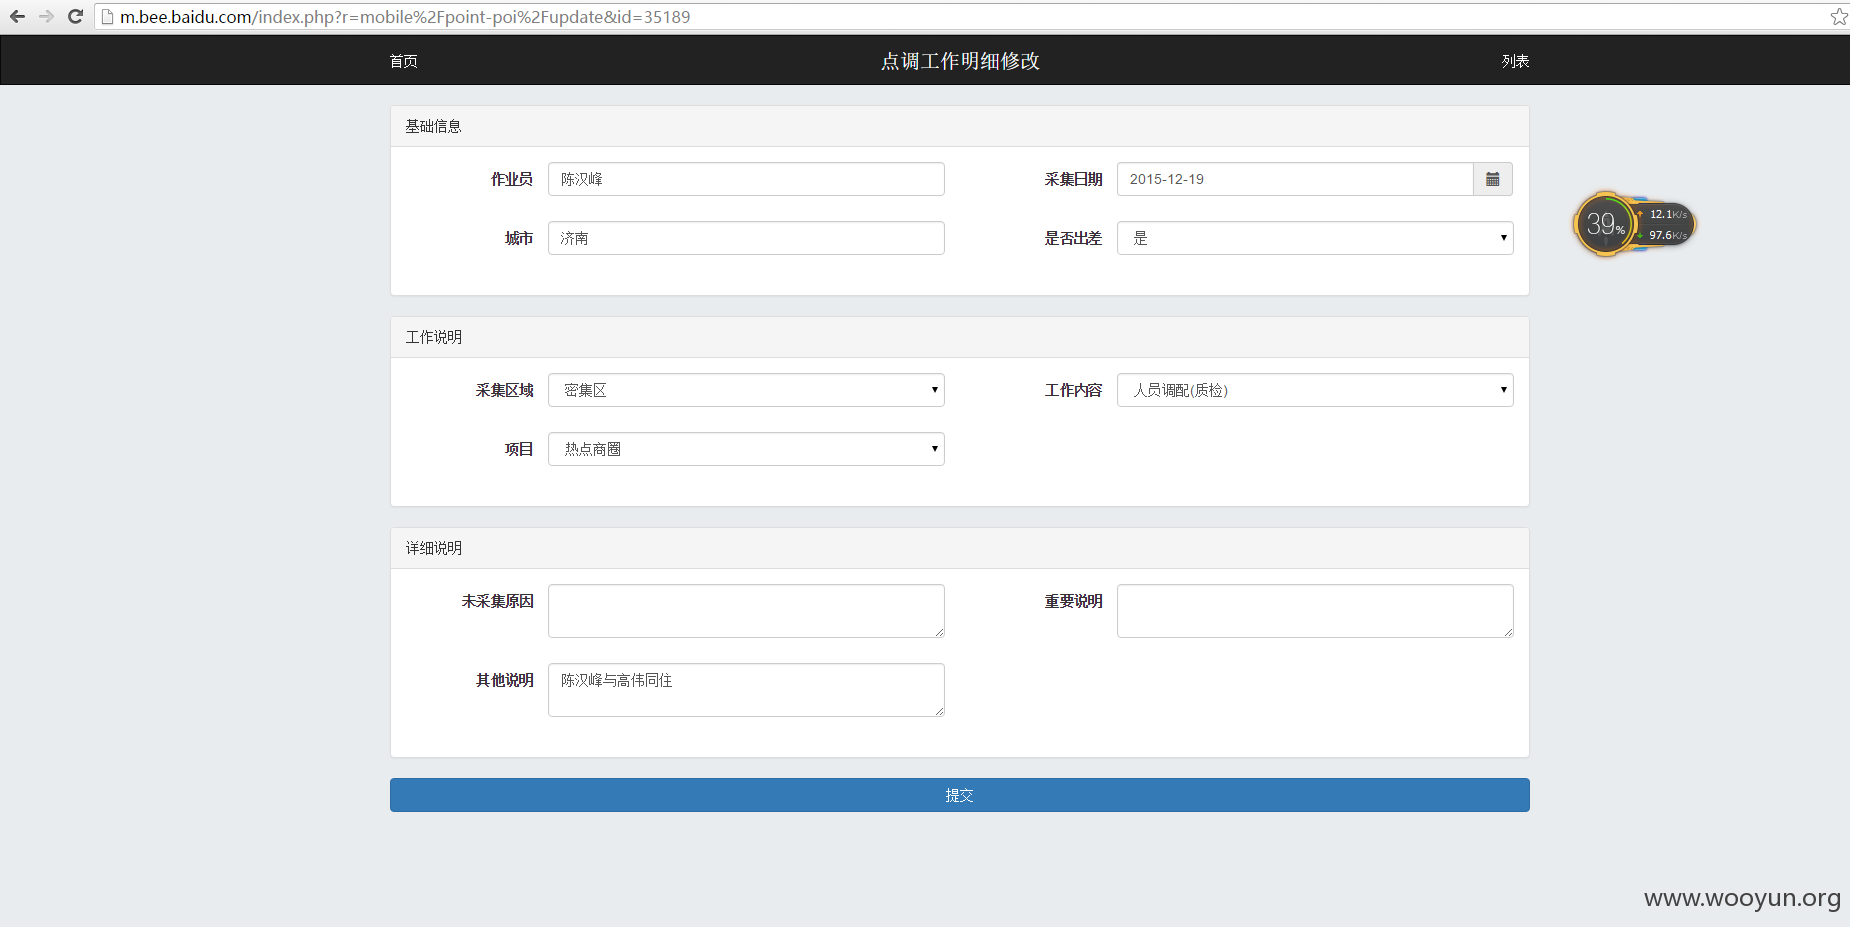 m.bee.baidu.com/index.php?r=mobile%2Fpoint-poi%2Fupdate&id=35189
首页 点调工作明细修改 列表
基础信息
作业员 陈汉峰 采集日期 2015-12-19
城市 济南 是否出差 是
39% 12.1K/s
97.6K/s
工作说明
采集区域 密集区 工作内容 人员调配(质检)
项目 热点商圈
详细说明
未采集原因 重要说明
其他说明 陈汉峰与高伟同住
提交
www.wooyun.org